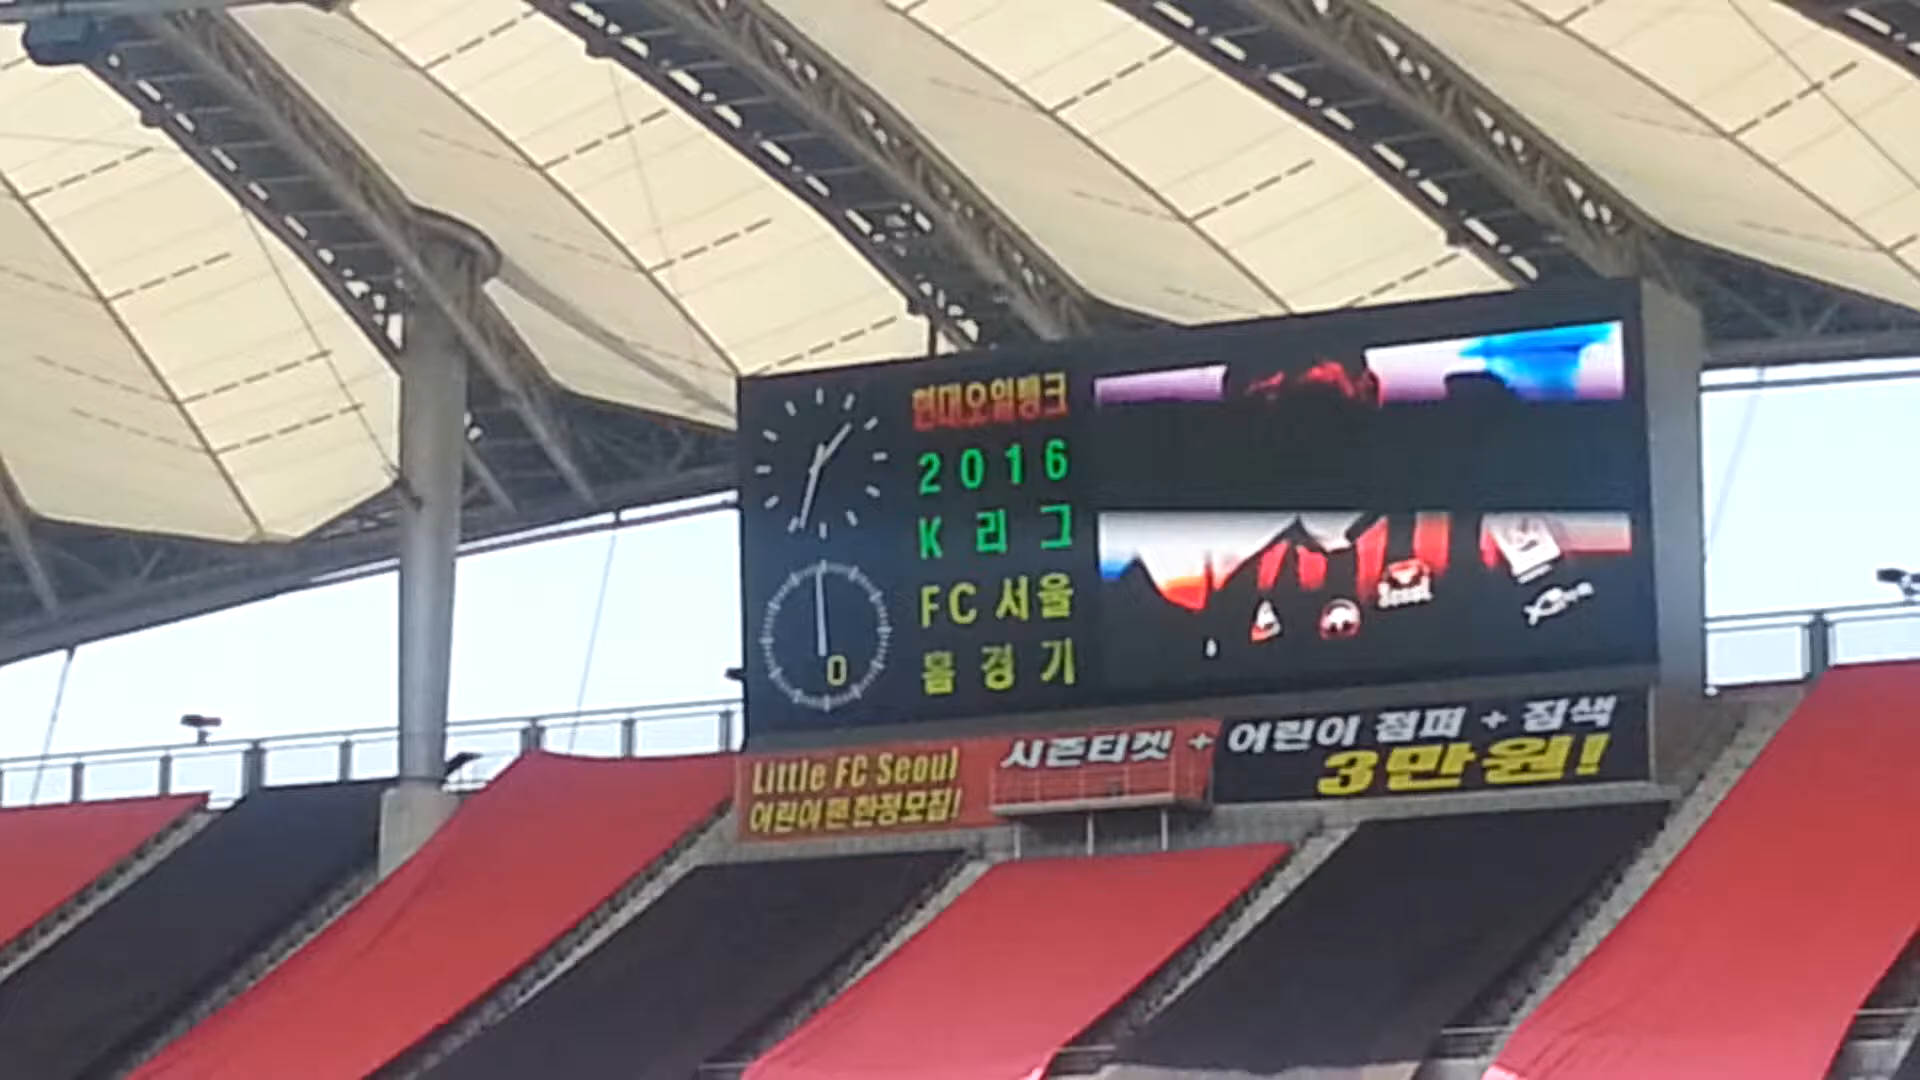 현대오일뱅크
2016
K리그
FC서울
홈경기
0
Seoul
Little FC Seoul
어린이 팬 한정모집!
시즌티켓 + 어린이 점퍼 + 짐색
3만원!